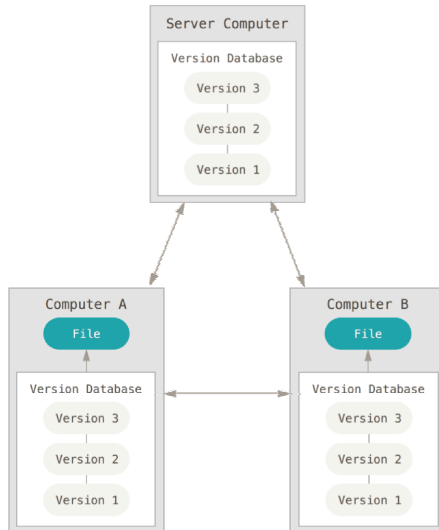 Server Computer
Version Database
Version 3
Version 2
Version 1
Computer A
File
Version Database
Version 3
Version 2
Version 1
Computer B
File
Version Database
Version 3
Version 2
Version 1